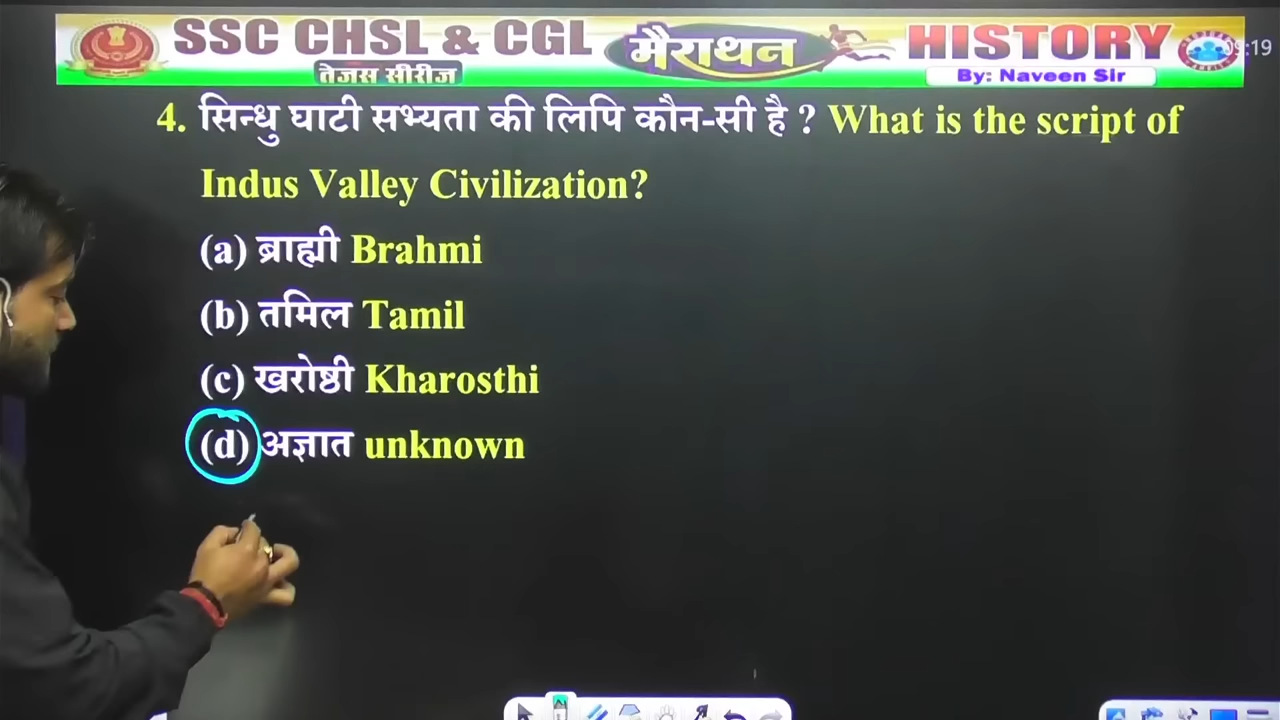 SSC CHSL & CGL
तेजस सीरीज
मैराथन
HISTORY
By: Naveen Sir
:19
4. सिन्धु घाटी सभ्यता की लिपि कौन-सी है ? What is the script of
Indus Valley Civilization?
(a) ब्राह्मी Brahmi
(b) तमिल Tamil
(c) खरोष्ठी Kharosthi
(d) अज्ञात unknown